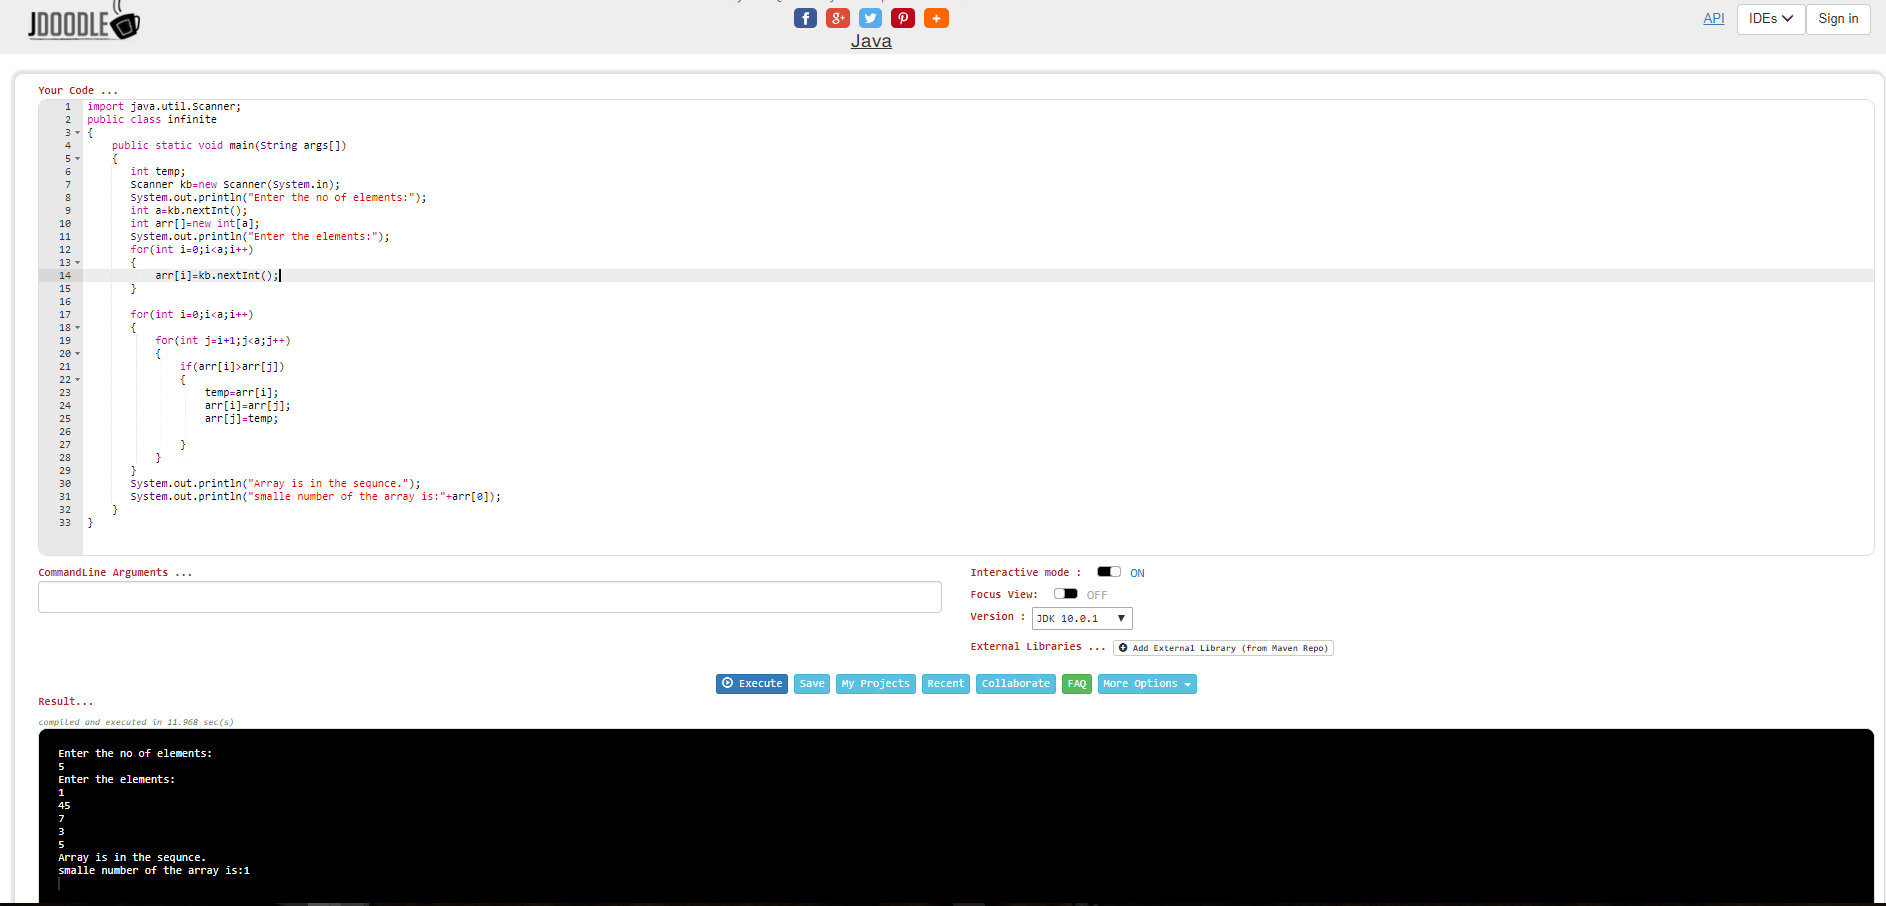 JDOODLE
f
8+
p
+
API
IDEs
Sign in
Java
Your Code ...
1 import java.util.Scanner;
2 public class infinite
3 {
4 public static void main(String args[])
5 {
6 int temp;
7 Scanner kb=new Scanner(System.in);
8 System.out.println("Enter the no of elements:");
9 int a=kb.nextInt();
10 int arr[]=new int[a];
11 System.out.println("Enter the elements:");
12 for(int i=0;i<a;i++)
13 {
14 arr[i]=kb.nextInt();
15 }
16
17 for(int i=0;i<a;i++)
18 {
19 for(int j=i+1;j<a;j++)
20 {
21 if(arr[i]>arr[j])
22 {
23 temp=arr[i];
24 arr[i]=arr[j];
25 arr[j]=temp;
26
27 }
28 }
29 }
30 System.out.println("Array is in the sequnce.");
31 System.out.println("smalle number of the array is:"+arr[0]);
32 }
33 }
CommandLine Arguments ...
Interactive mode : ON
Focus View: OFF
Version : JDK 10.0.1
External Libraries ... Add External Library (from Maven Repo)
Execute Save My Projects Recent Collaborate FAQ More Options
Result...
compiled and executed in 11.968 sec(s)
Enter the no of elements:
5
Enter the elements:
1
45
7
3
5
Array is in the sequnce.
smalle number of the array is:1